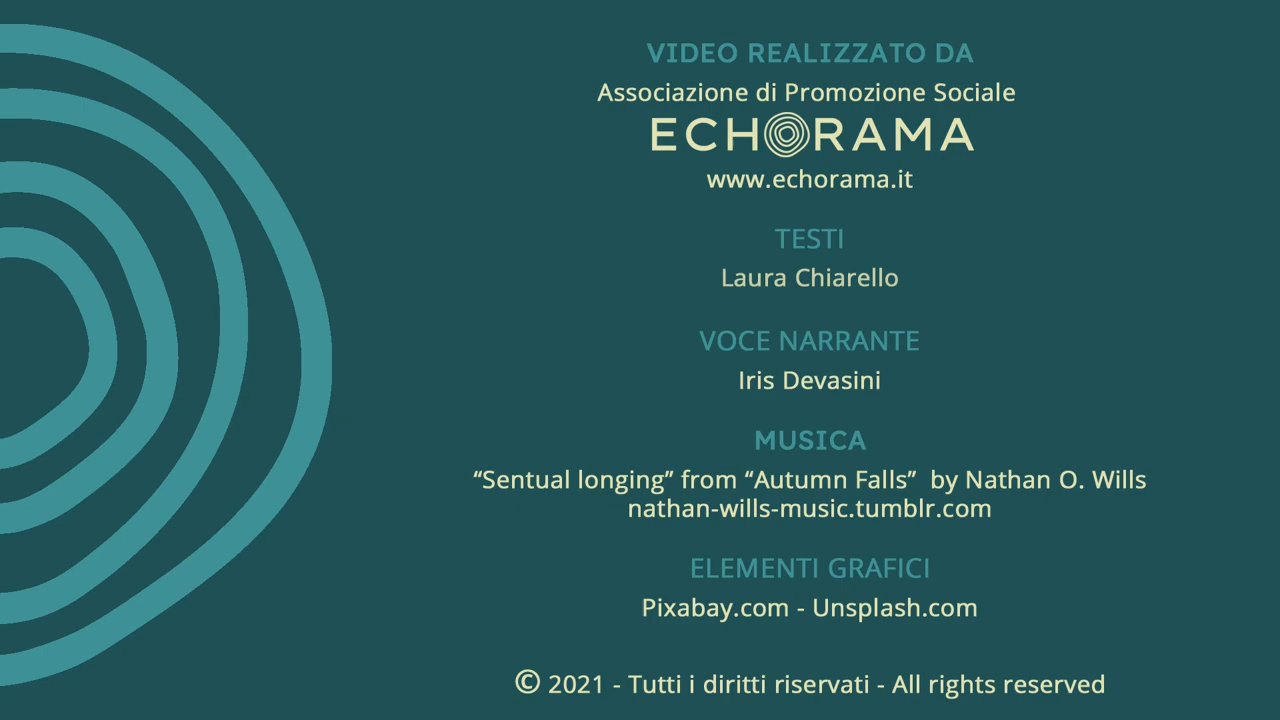 VIDEO REALIZZATO DA
Associazione di Promozione Sociale
ECHORAMA
www.echorama.it
TESTI
Laura Chiarello
VOCE NARRANTE
Iris Devasini
MUSICA
“Sentual longing” from “Autumn Falls” by Nathan O. Wills
nathan-wills-music.tumblr.com
ELEMENTI GRAFICI
Pixabay.com - Unsplash.com
© 2021 - Tutti i diritti riservati - All rights reserved